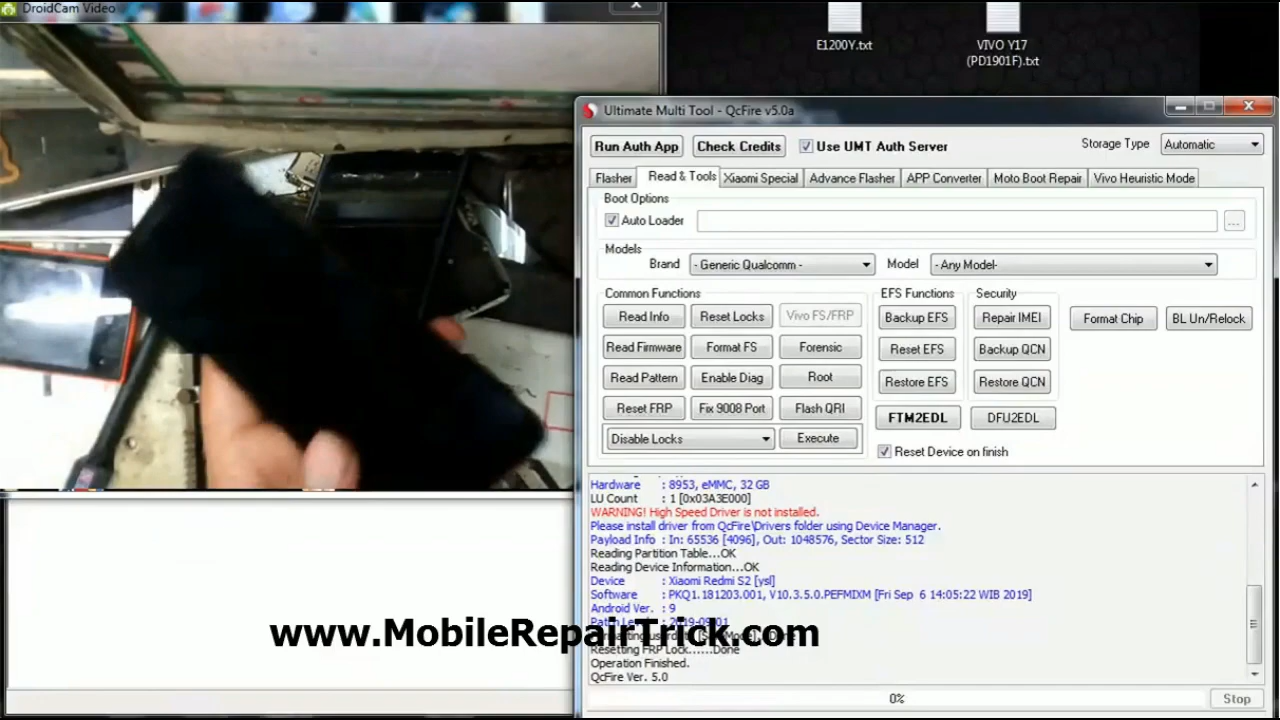 DroidCam Video
E1200Y.txt
VIVO Y17
(PD1901F).txt
Ultimate Multi Tool - QcFire v5.0a
Run Auth App
Check Credits
Use UMT Auth Server
Storage Type
Automatic
Flasher
Read & Tools
Xiaomi Special
Advance Flasher
APP Converter
Moto Boot Repair
Vivo Heuristic Mode
Boot Options
Auto Loader
...
Models
Brand
- Generic Qualcomm -
Model
- Any Model-
Common Functions
EFS Functions
Security
Read Info
Reset Locks
Vivo FS/FRP
Backup EFS
Repair IMEI
Format Chip
BL Un/Relock
Read Firmware
Format FS
Forensic
Reset EFS
Backup QCN
Read Pattern
Enable Diag
Root
Restore EFS
Restore QCN
Reset FRP
Fix 9008 Port
Flash QRI
FTM2EDL
DFU2EDL
Disable Locks
Execute
Reset Device on finish
Hardware : 8953, eMMC, 32 GB
LU Count : 1 [0x03A3E000]
WARNING! High Speed Driver is not installed.
Please install driver from QcFire\Drivers folder using Device Manager.
Payload Info : In: 65536 [4096], Out: 1048576, Sector Size: 512
Reading Partition Table...OK
Reading Device Information...OK
Device : Xiaomi Redmi S2 [ysl]
Software : PKQ1.181203.001, V10.3.5.0.PEFMIXM [Fri Sep 6 14:05:22 WIB 2019]
Android Ver. : 9
www.MobileRepairTrick.com
Resetting FRP Lock......Done
Operation Finished.
QcFire Ver. 5.0
0%
Stop